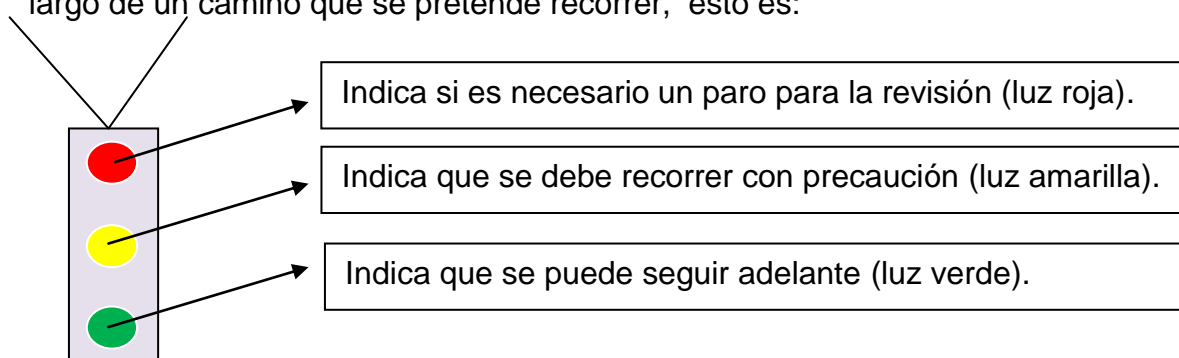 largo de un camino que se pretende recorrer, esto es:
Indica si es necesario un paro para la revisión (luz roja).
Indica que se debe recorrer con precaución (luz amarilla).
Indica que se puede seguir adelante (luz verde).